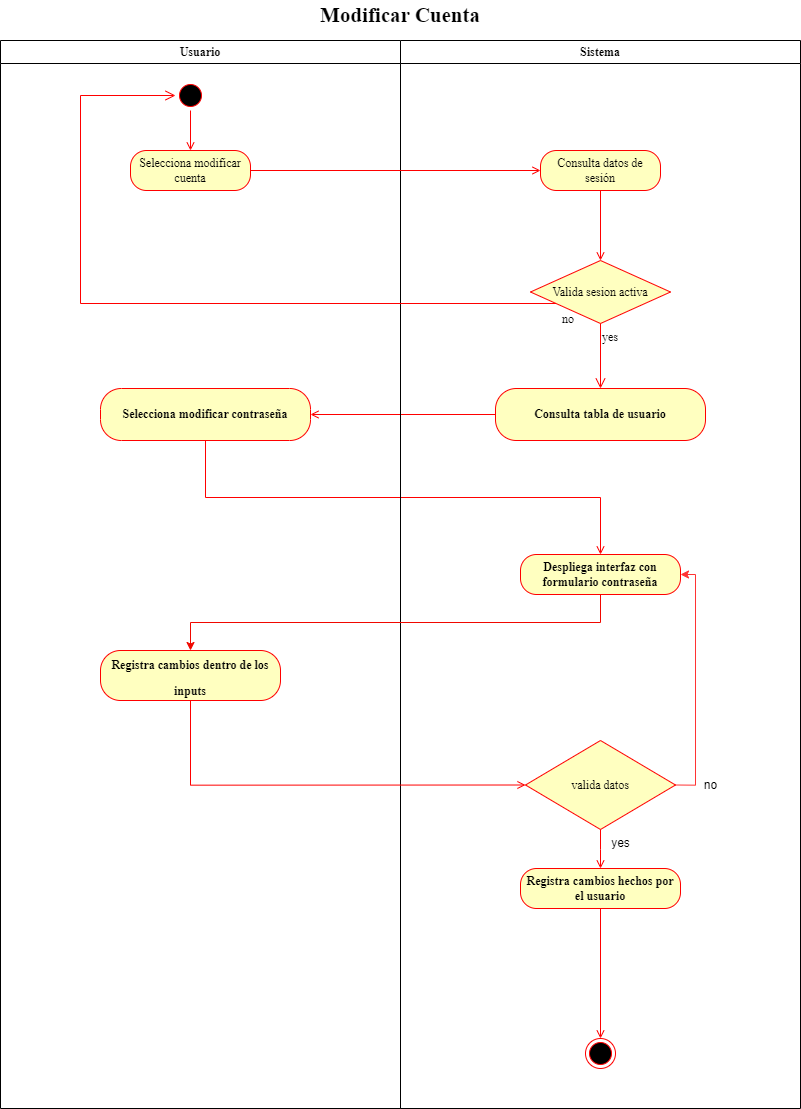 Modificar Cuenta
Usuario
Sistema
Selecciona modificar
cuenta
Consulta datos de
sesión
Valida sesion activa
no
yes
Selecciona modificar contraseña
Consulta tabla de usuario
Despliega interfaz con
formulario contraseña
Registra cambios dentro de los
inputs
valida datos
no
yes
Registra cambios hechos por
el usuario